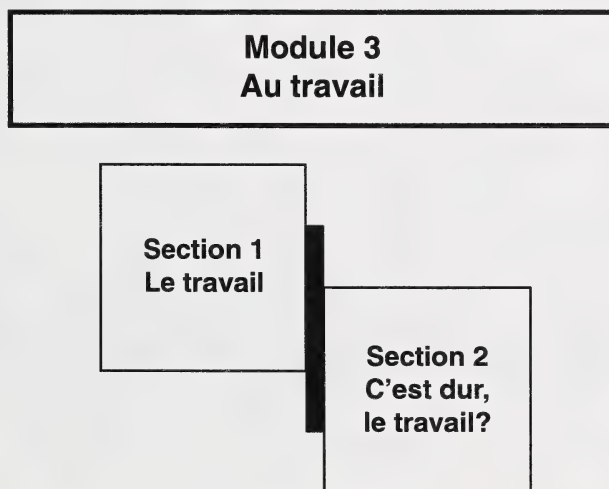 Module 3
Au travail
Section 1
Le travail
Section 2
C'est dur,
le travail?